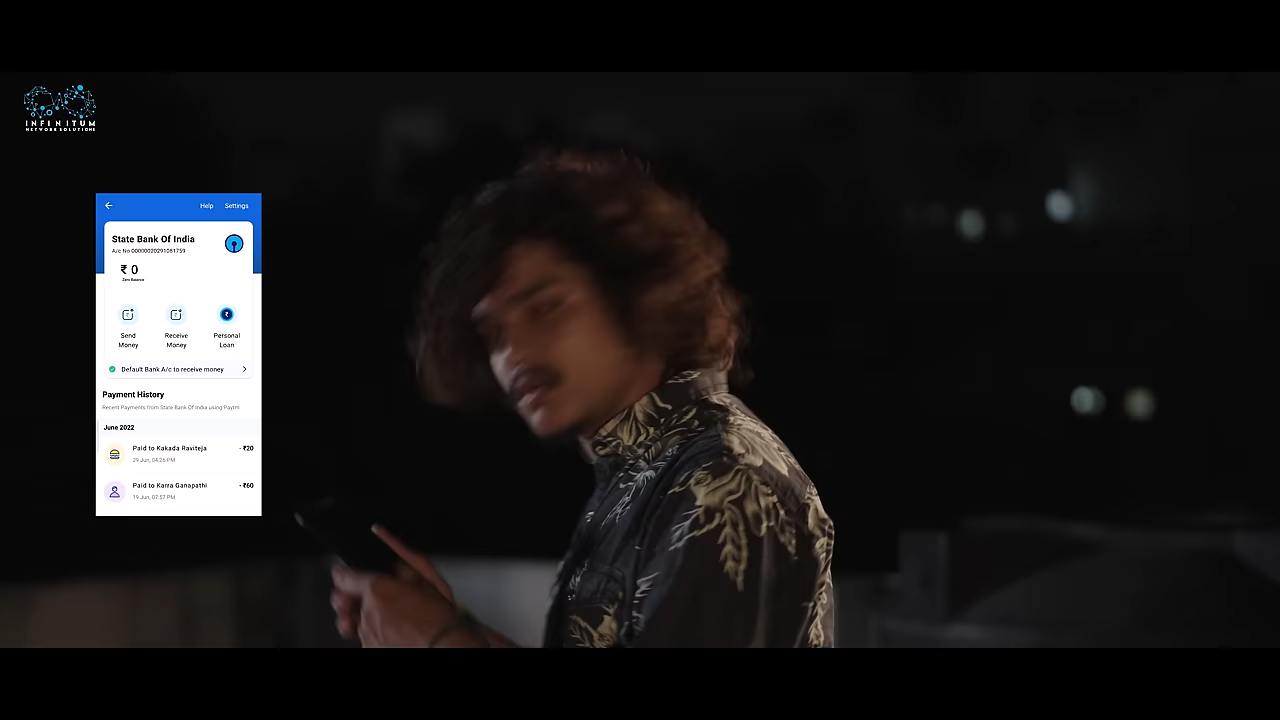 INFINITUM
NETWORK SOLUTIONS
Help Settings
State Bank Of India
A/c No 00000020291081759
₹ 0
Zero Balance
Send Money
Receive Money
Personal Loan
Default Bank A/c to receive money
Payment History
Recent Payments from State Bank Of India using Paytm
June 2022
Paid to Kakada Raviteja - ₹20
29 Jun, 04:26 PM
Paid to Karra Ganapathi - ₹60
19 Jun, 07:57 PM